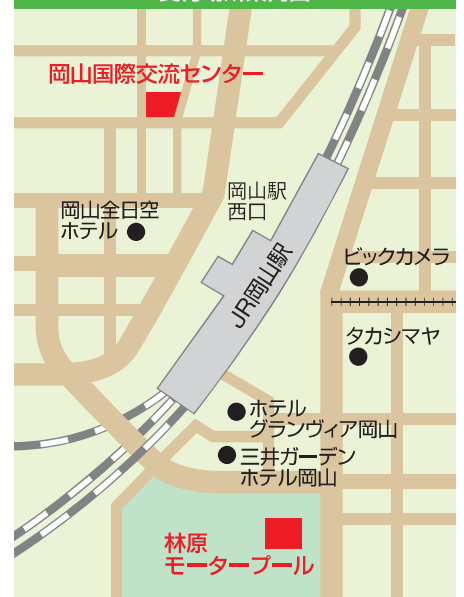 岡山国際交流センター
岡山駅
西口
岡山全日空
ホテル
ビックカメラ
JR岡山駅
タカシマヤ
ホテル
グランヴィア岡山
三井ガーデン
ホテル岡山
林原
モータープール